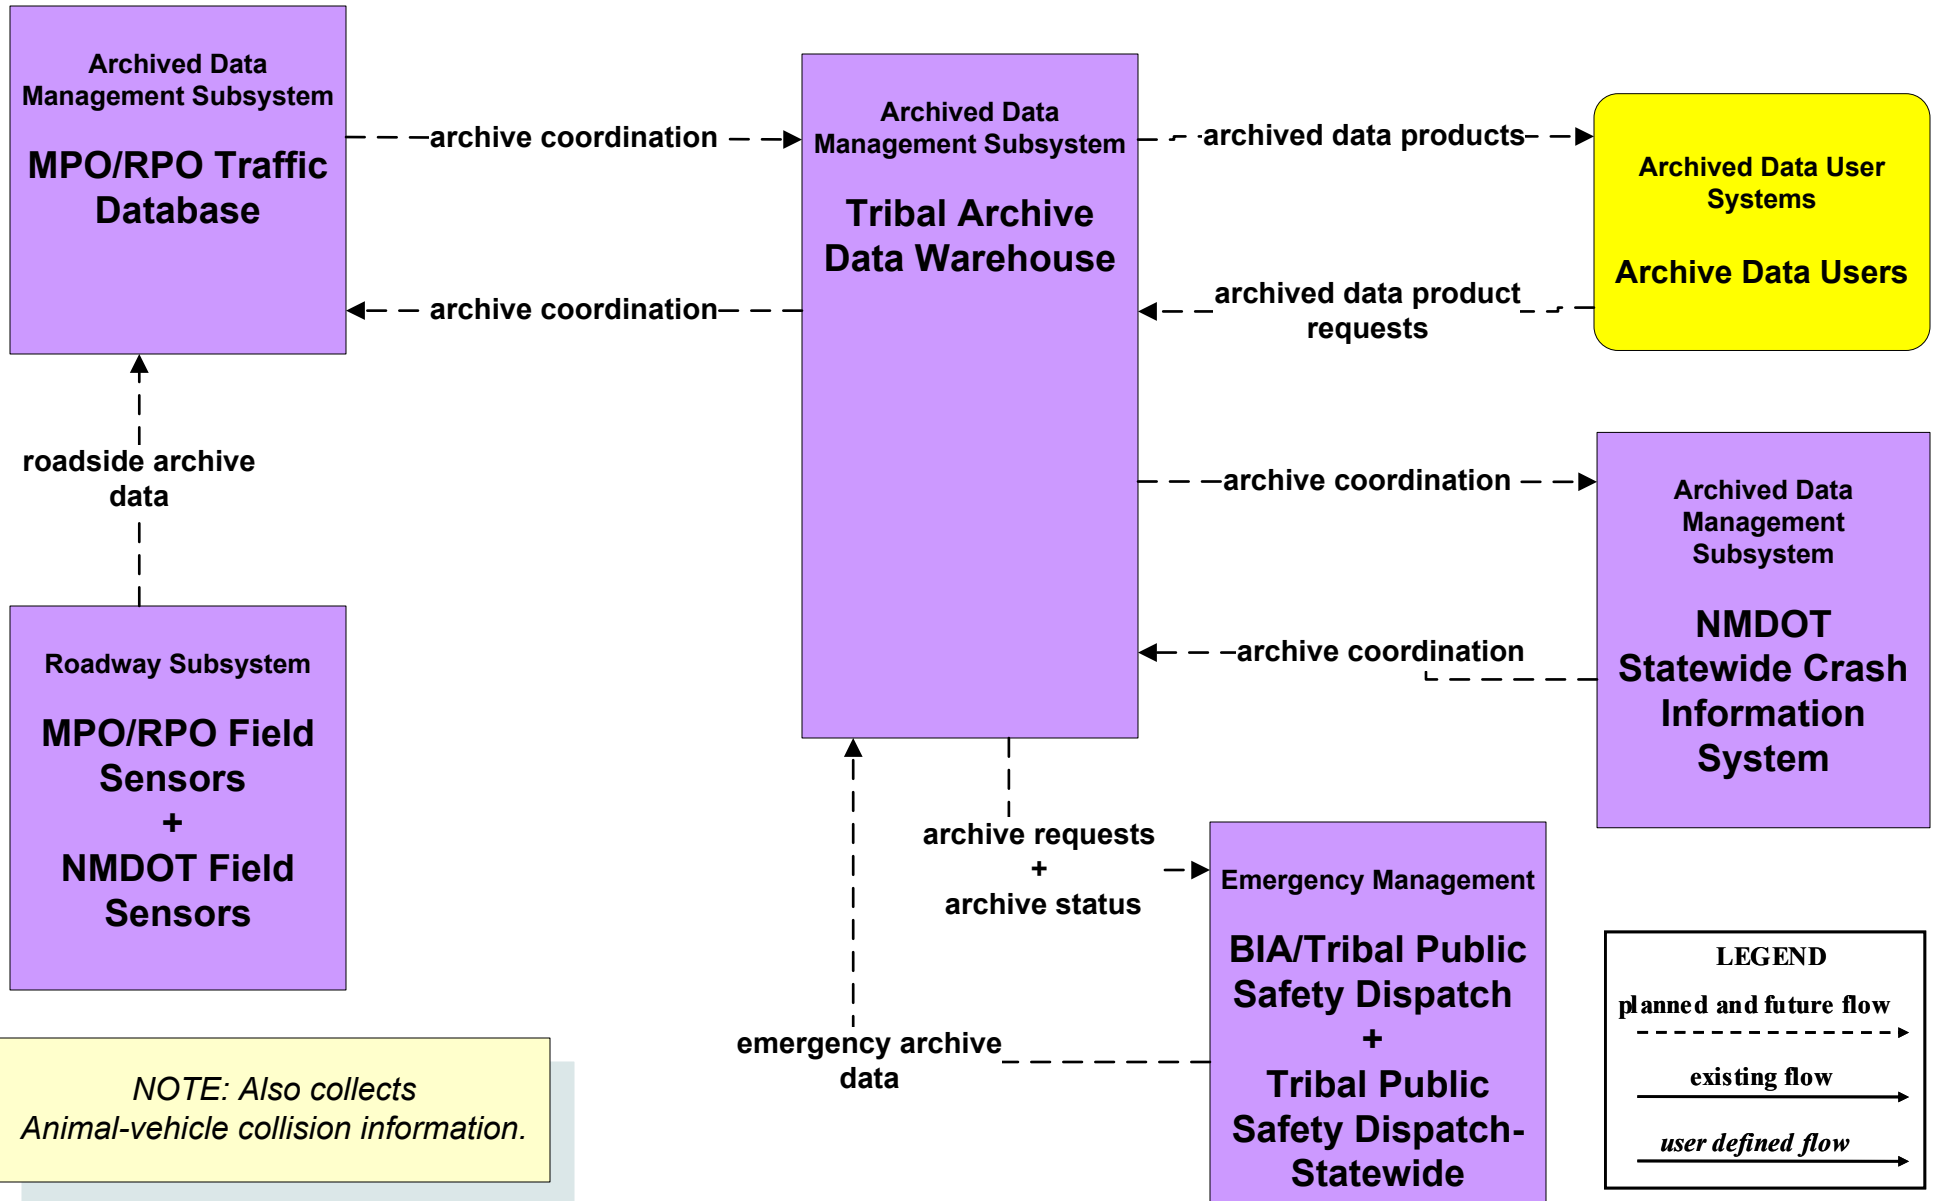 Archived Data
Management Subsystem
MPO/RPO Traffic
Database
archive coordination
archive coordination
Archived Data
Management Subsystem
Tribal Archive
Data Warehouse
archived data products
archived data product
requests
Archived Data User
Systems
Archive Data Users
roadside archive
data
archive coordination
archive coordination
Archived Data
Management
Subsystem
NMDOT
Statewide Crash
Information
System
Roadway Subsystem
MPO/RPO Field
Sensors
+
NMDOT Field
Sensors
archive requests
+
archive status
emergency archive
data
Emergency Management
BIA/Tribal Public
Safety Dispatch
+
Tribal Public
Safety Dispatch-
Statewide
NOTE: Also collects
Animal-vehicle collision information.
LEGEND
planned and future flow
existing flow
user defined flow